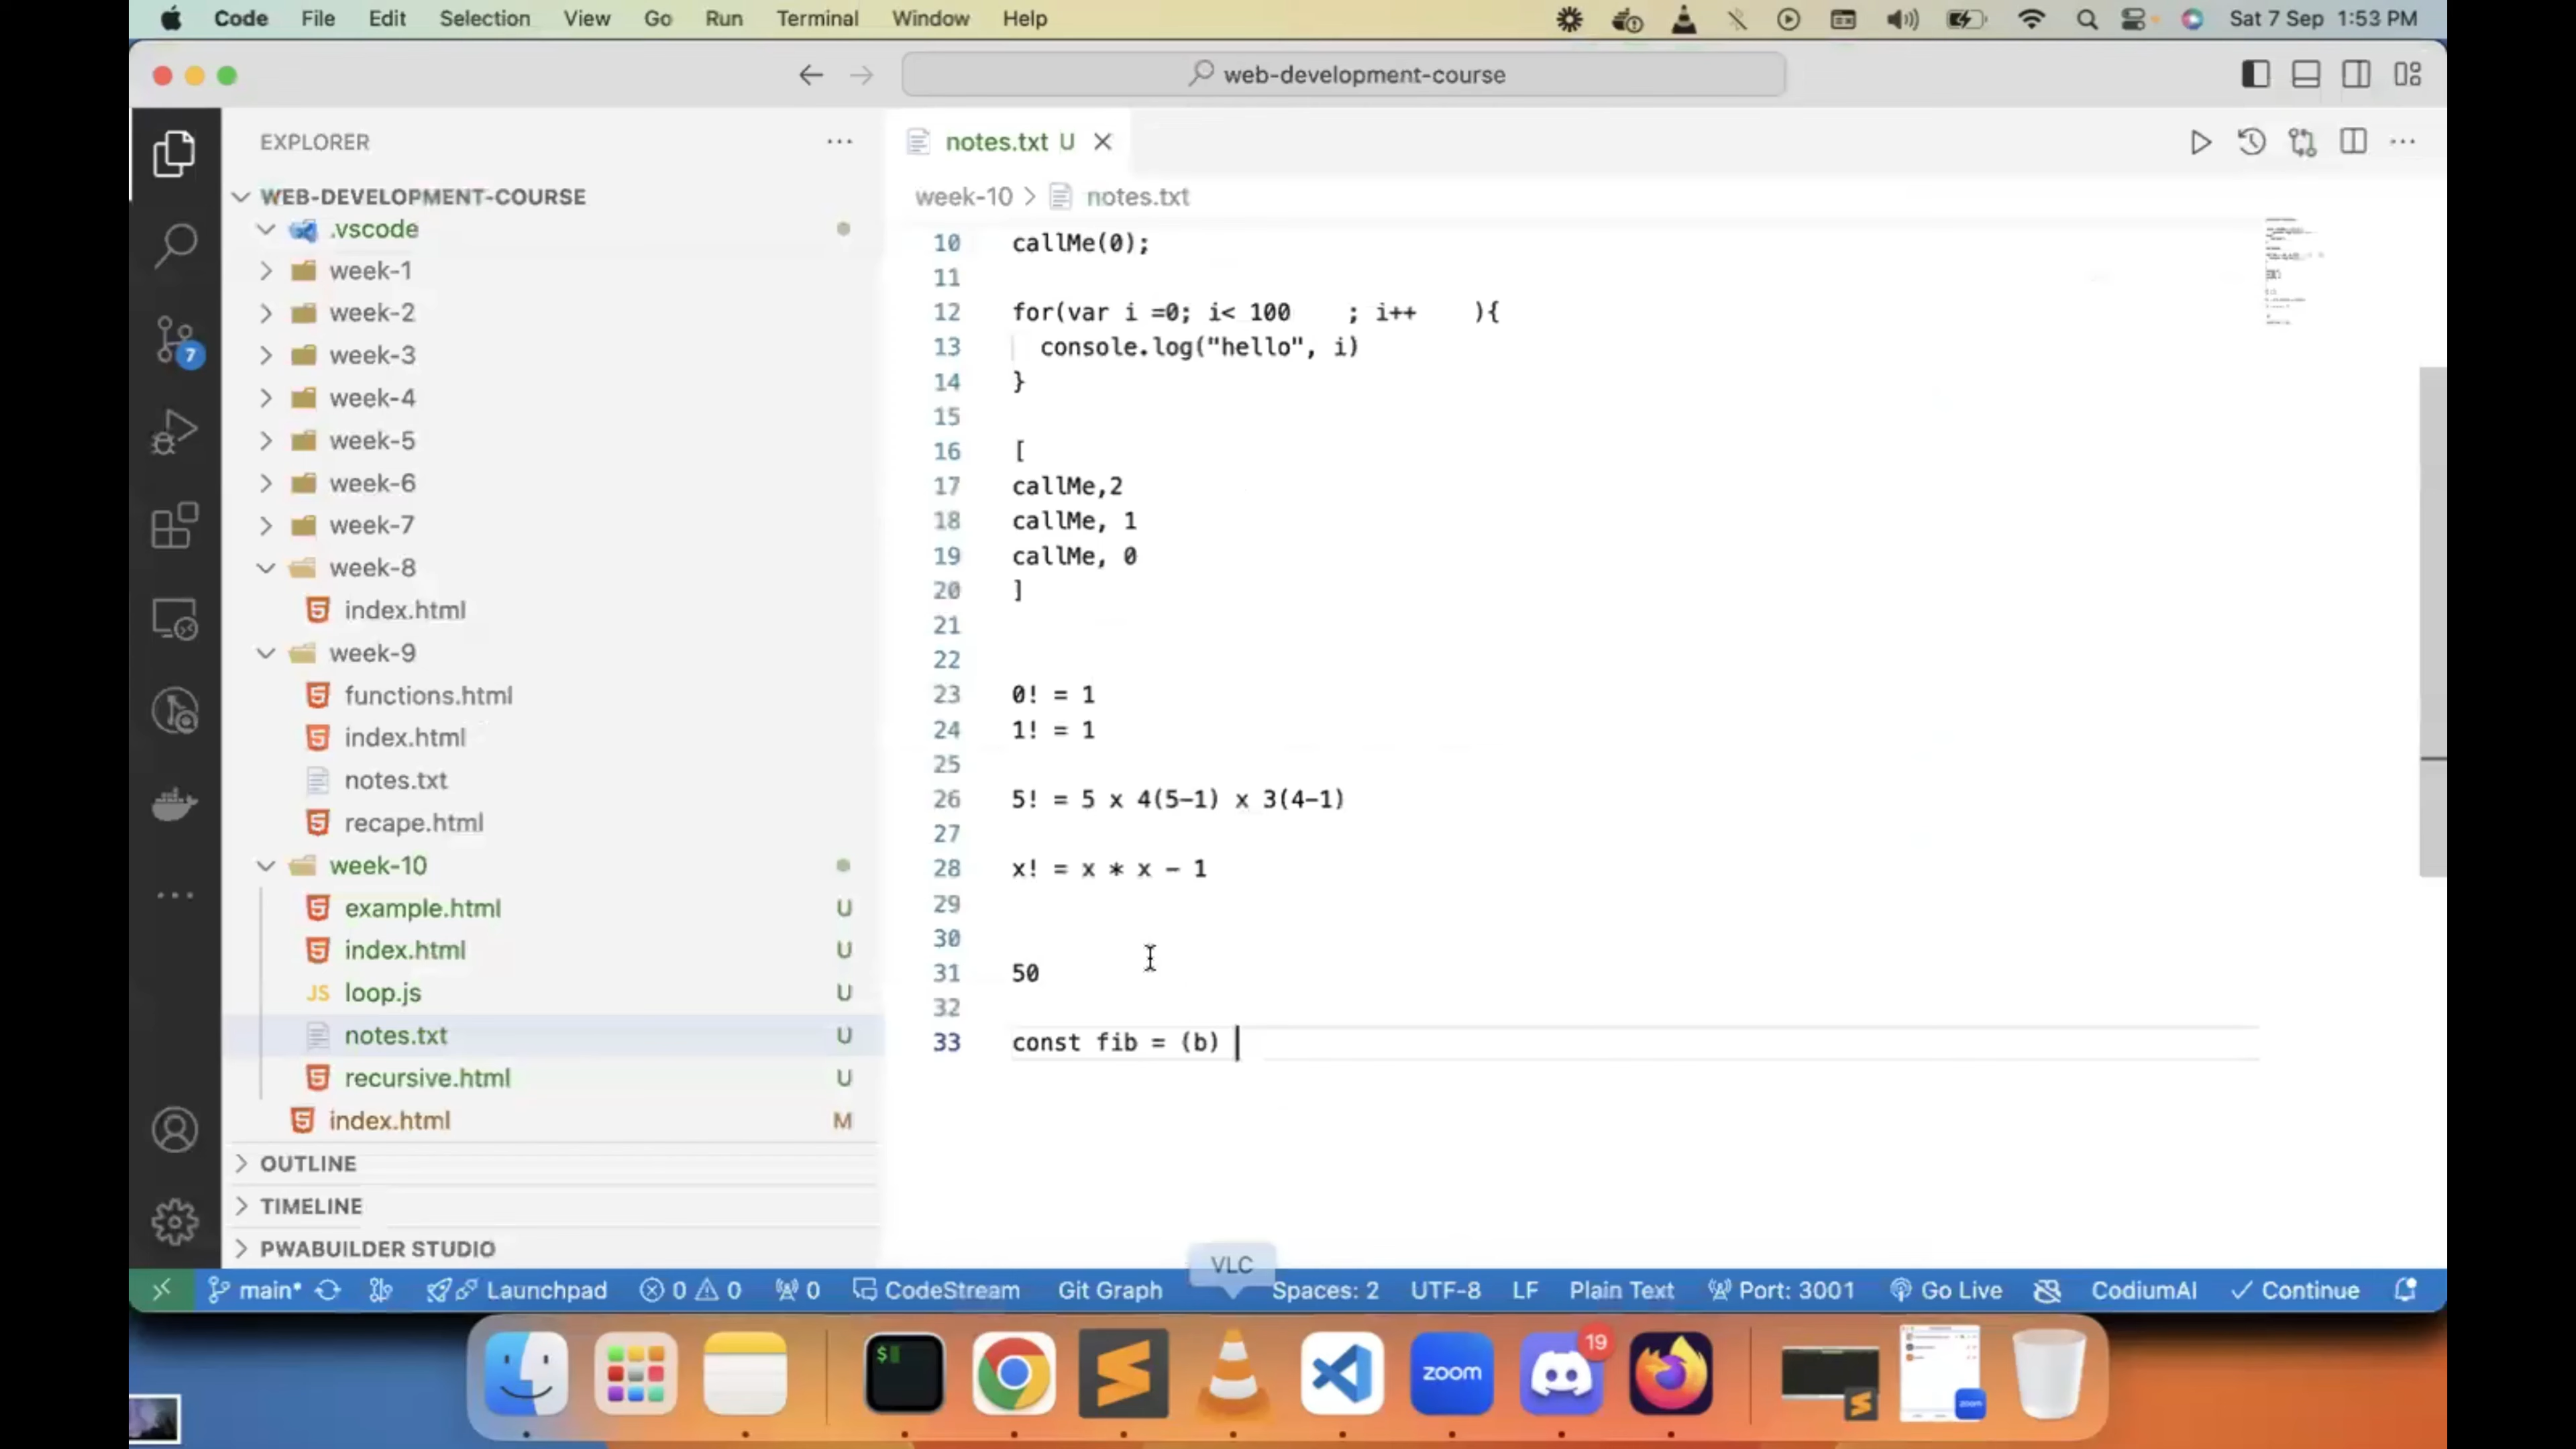 Code File Edit Selection View Go Run Terminal Window Help Sat 7 Sep 1:53 PM
web-development-course
EXPLORER
notes.txt U
WEB-DEVELOPMENT-COURSE
week-10 > notes.txt
.vscode
week-1
week-2
week-3
week-4
week-5
week-6
week-7
week-8
index.html
week-9
functions.html
index.html
notes.txt
recape.html
week-10
example.html U
index.html U
JS loop.js U
notes.txt U
recursive.html U
index.html M
OUTLINE
TIMELINE
PWABUILDER STUDIO
7
10 callMe(0);
11
12 for(var i =0; i< 100    ; i++    ){
13   console.log("hello", i)
14 }
15
16 [
17 callMe,2
18 callMe, 1
19 callMe, 0
20 ]
21
22
23 0! = 1
24 1! = 1
25
26 5! = 5 x 4(5-1) x 3(4-1)
27
28 x! = x * x - 1
29
30
31 50
32
33 const fib = (b)
VLC
main* Launchpad 0 0 0 CodeStream Git Graph Spaces: 2 UTF-8 LF Plain Text Port: 3001 Go Live CodiumAI Continue
$
zoom
19
zoom